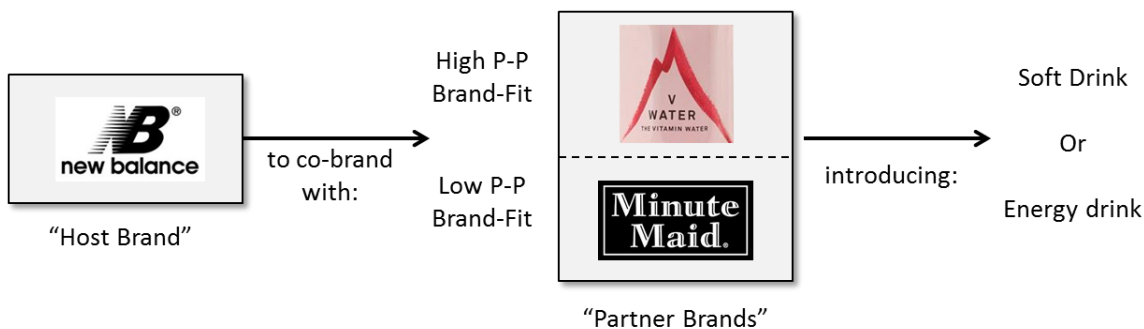 NB®
new balance
“Host Brand”
to co-brand
with:
High P-P
Brand-Fit
Low P-P
Brand-Fit
V
WATER
THE VITAMIN WATER
Minute
Maid.
“Partner Brands”
introducing:
Soft Drink
Or
Energy drink